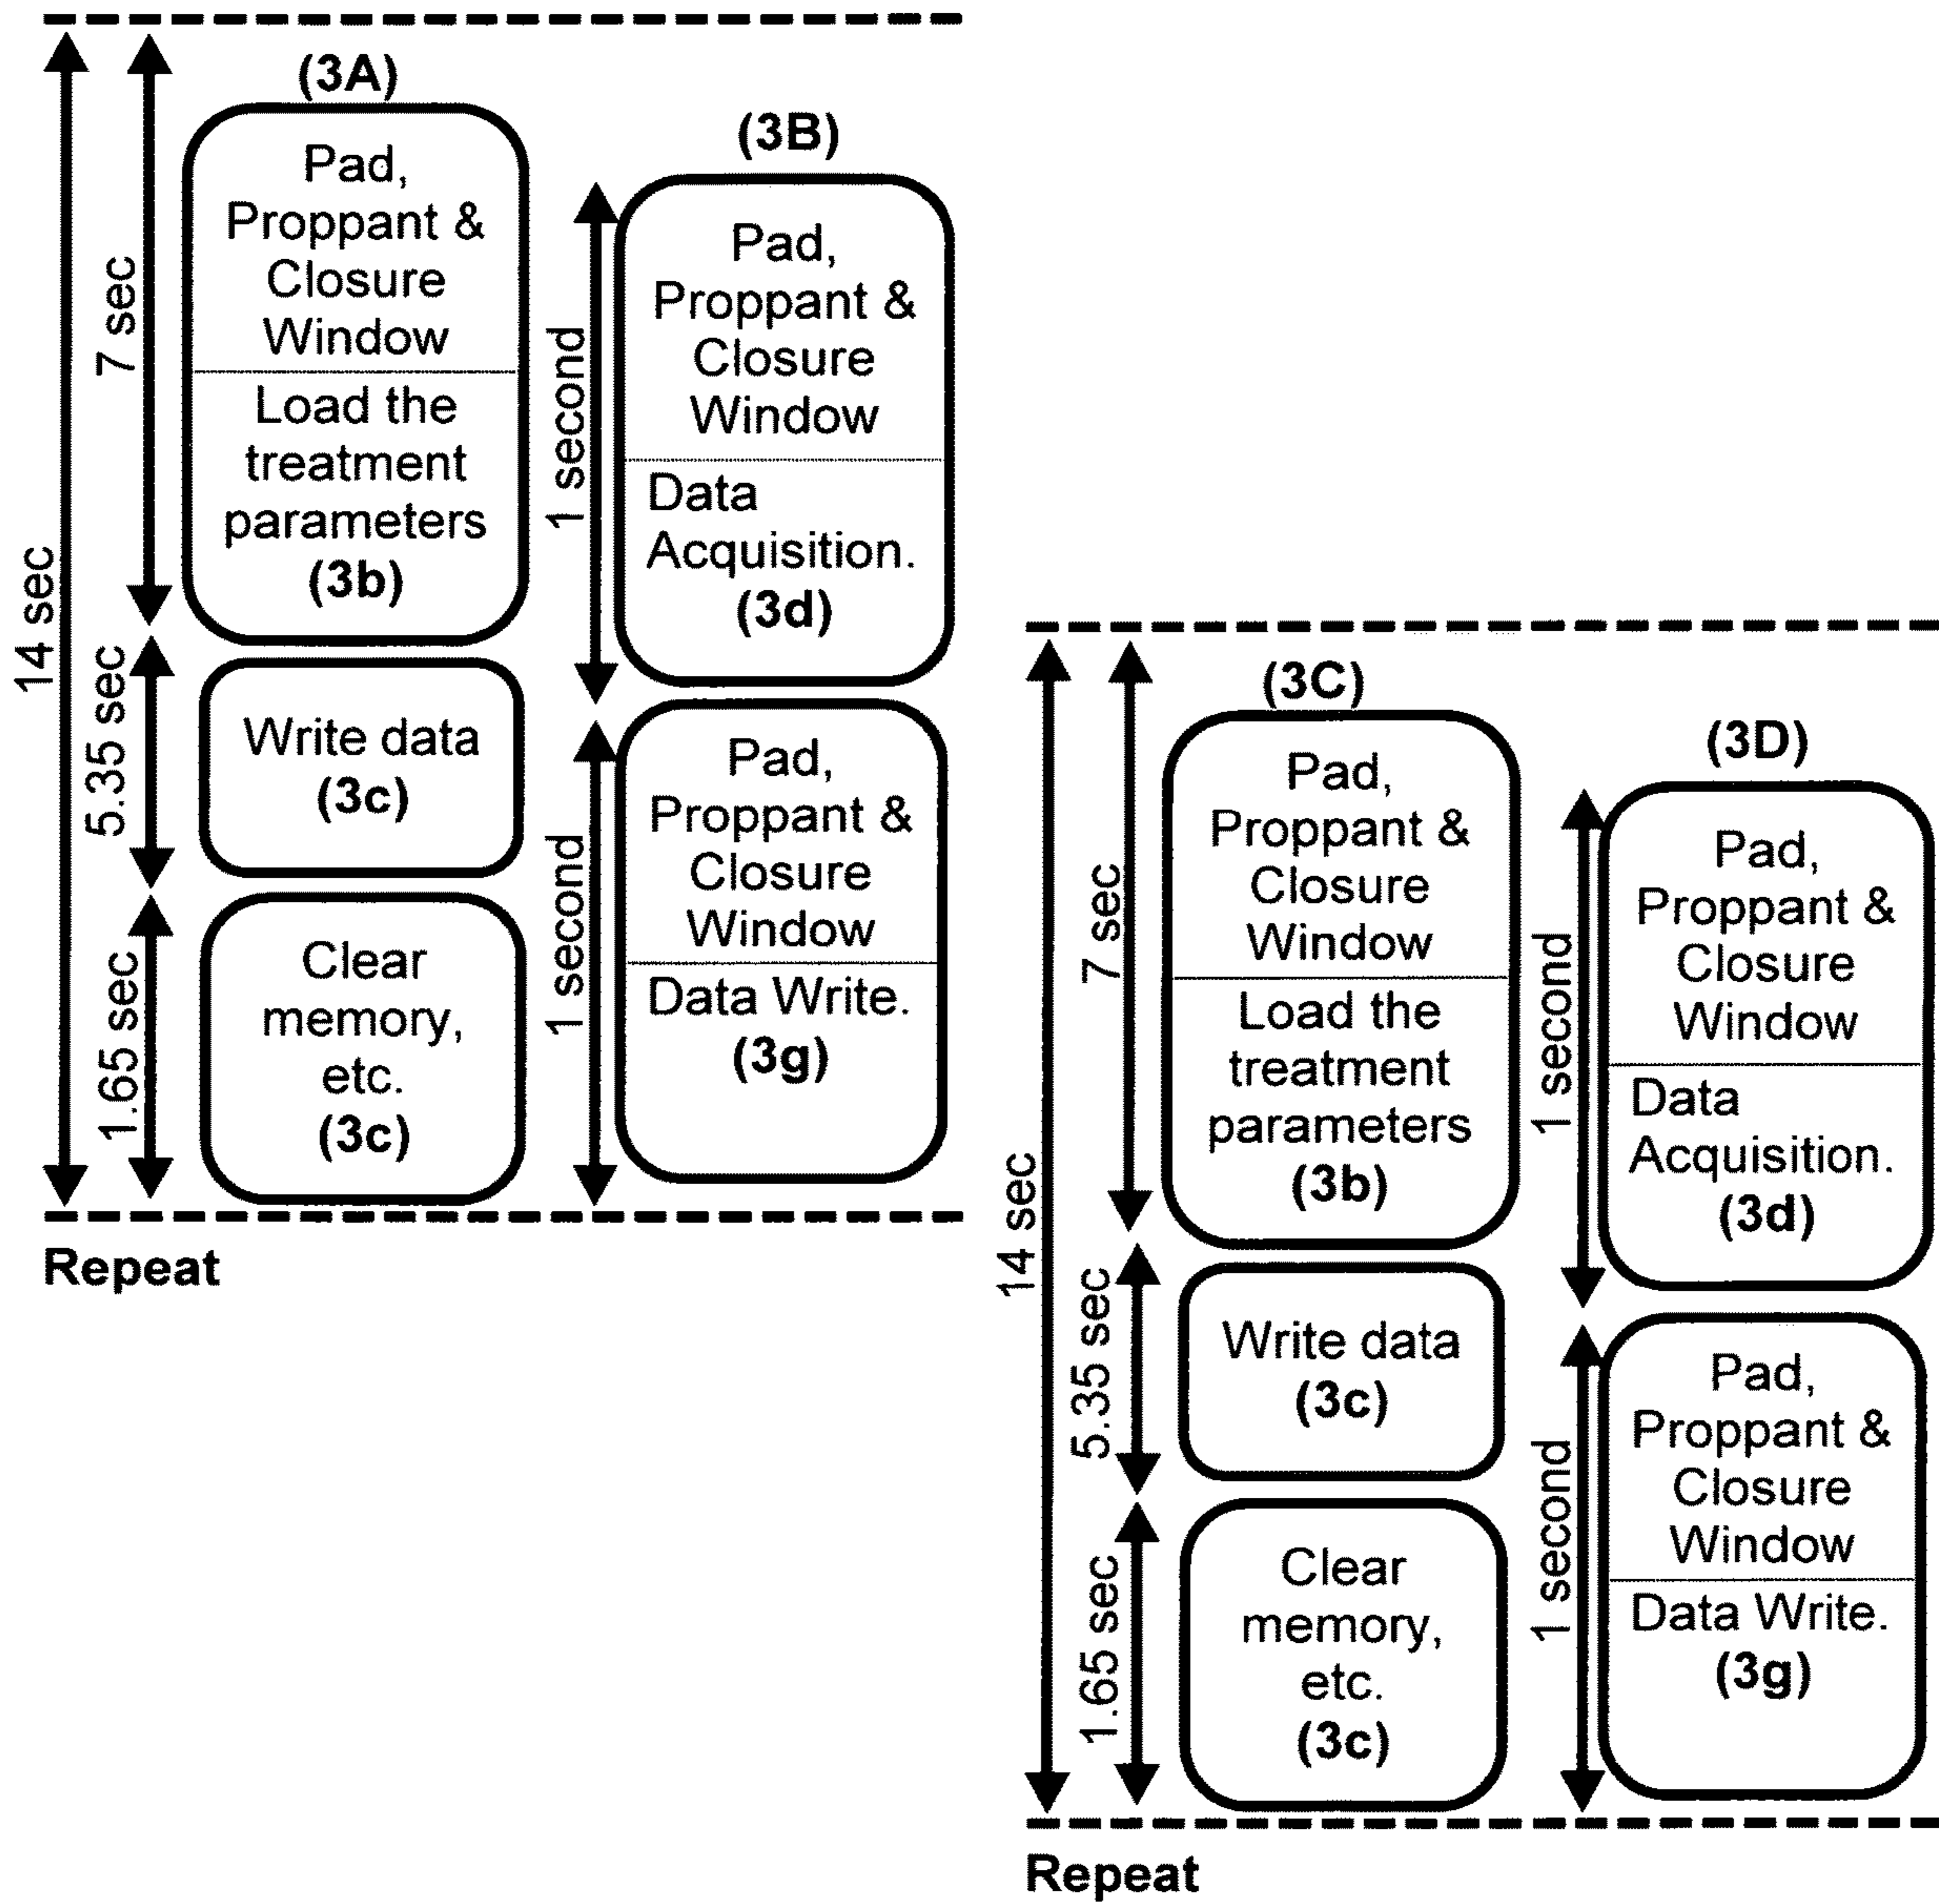 14 sec
7 sec
5.35 sec
1.65 sec
(3A)
Pad,
Proppant &
Closure
Window
Load the
treatment
parameters
(3b)
Write data
(3c)
Clear
memory,
etc.
(3c)
1 second
1 second
(3B)
Pad,
Proppant &
Closure
Window
Data
Acquisition.
(3d)
Pad,
Proppant &
Closure
Window
Data Write.
(3g)
Repeat
14 sec
7 sec
5.35 sec
1.65 sec
(3C)
Pad,
Proppant &
Closure
Window
Load the
treatment
parameters
(3b)
Write data
(3c)
Clear
memory,
etc.
(3c)
1 second
1 second
(3D)
Pad,
Proppant &
Closure
Window
Data
Acquisition.
(3d)
Pad,
Proppant &
Closure
Window
Data Write.
(3g)
Repeat